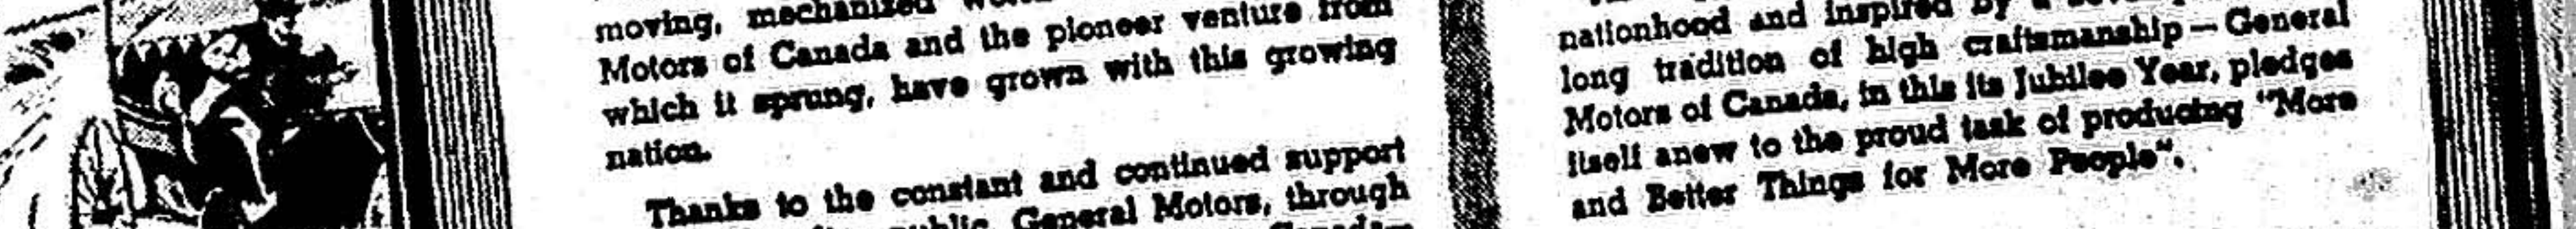 moving, mechanized
Motors of Canada and the pioneer venture from
which it sprung, have grown with this growing
nation.
Thanks to the constant and continued support
public, General Motors, through
nationhood and inspired by a
long tradition of high craftsmanship — General
Motors of Canada, in this its Jubilee Year, pledges
itself anew to the proud task of producing "More
and Better Things for More People".